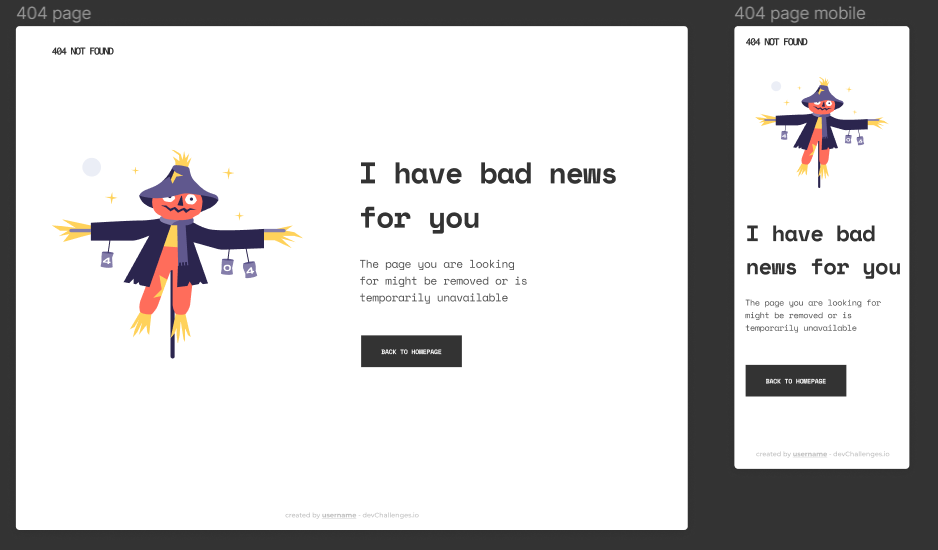 404 page
404 NOT FOUND
4
0
4
I have bad news
for you
The page you are looking
for might be removed or is
temporarily unavailable
BACK TO HOMEPAGE
created by username - devChallenges.io
404 page mobile
404 NOT FOUND
4
0
4
I have bad
news for you
The page you are looking for
might be removed or is
temporarily unavailable
BACK TO HOMEPAGE
created by username - devChallenges.io